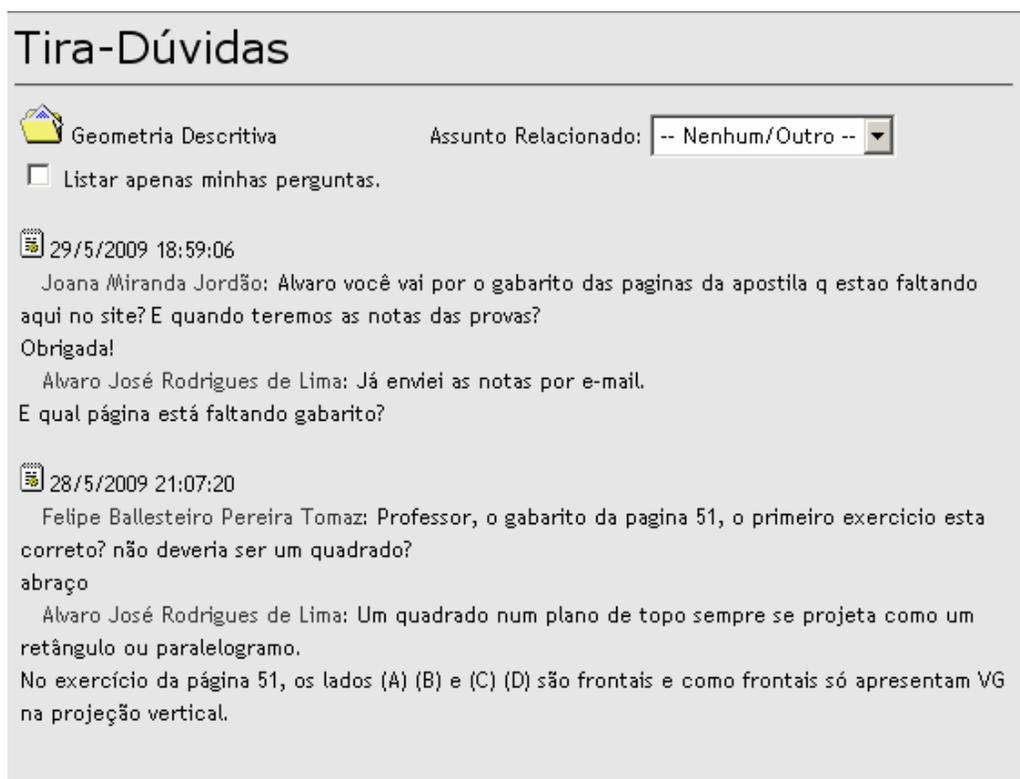 Tira-Dúvidas
Geometria Descritiva
Assunto Relacionado: -- Nenhum/Outro --
Listar apenas minhas perguntas.
29/5/2009 18:59:06
Joana Miranda Jordão: Alvaro você vai por o gabarito das paginas da apostila q estao faltando
aqui no site? E quando teremos as notas das provas?
Obrigada!
Alvaro José Rodrigues de Lima: Já enviei as notas por e-mail.
E qual página está faltando gabarito?
28/5/2009 21:07:20
Felipe Ballesteiro Pereira Tomaz: Professor, o gabarito da pagina 51, o primeiro exercicio esta
correto? não deveria ser um quadrado?
abraço
Alvaro José Rodrigues de Lima: Um quadrado num plano de topo sempre se projeta como um
retângulo ou paralelogramo.
No exercício da página 51, os lados (A) (B) e (C) (D) são frontais e como frontais só apresentam VG
na projeção vertical.